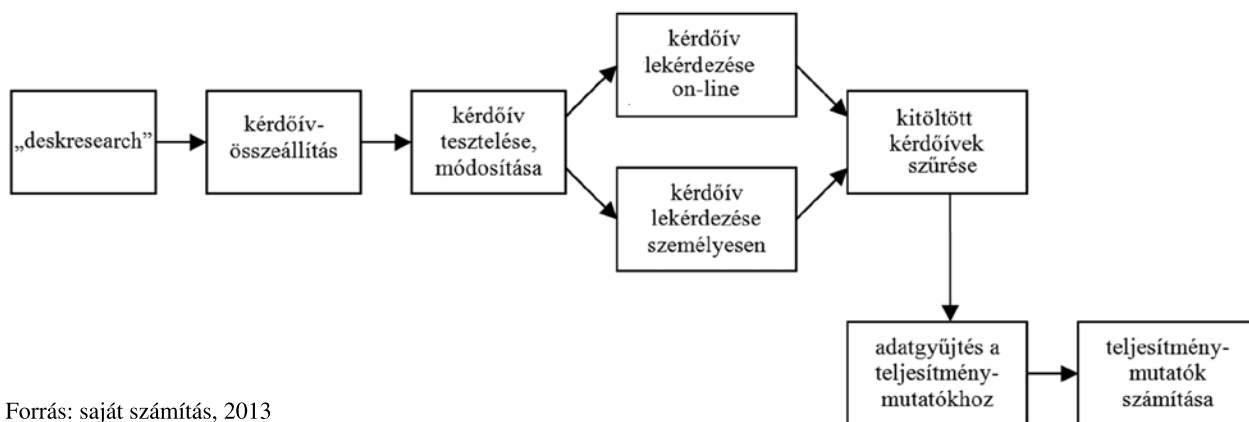 „deskresearch”
kérdőív-
összeállítás
kérdőív
tesztelése,
módosítása
kérdőív
lekérdezése
on-line
kérdőív
lekérdezése
személyesen
kitöltött
kérdőívek
szűrése
adatgyűjtés a
teljesítmény-
mutatókhoz
teljesítmény-
mutatók
számítása
Forrás: saját számítás, 2013